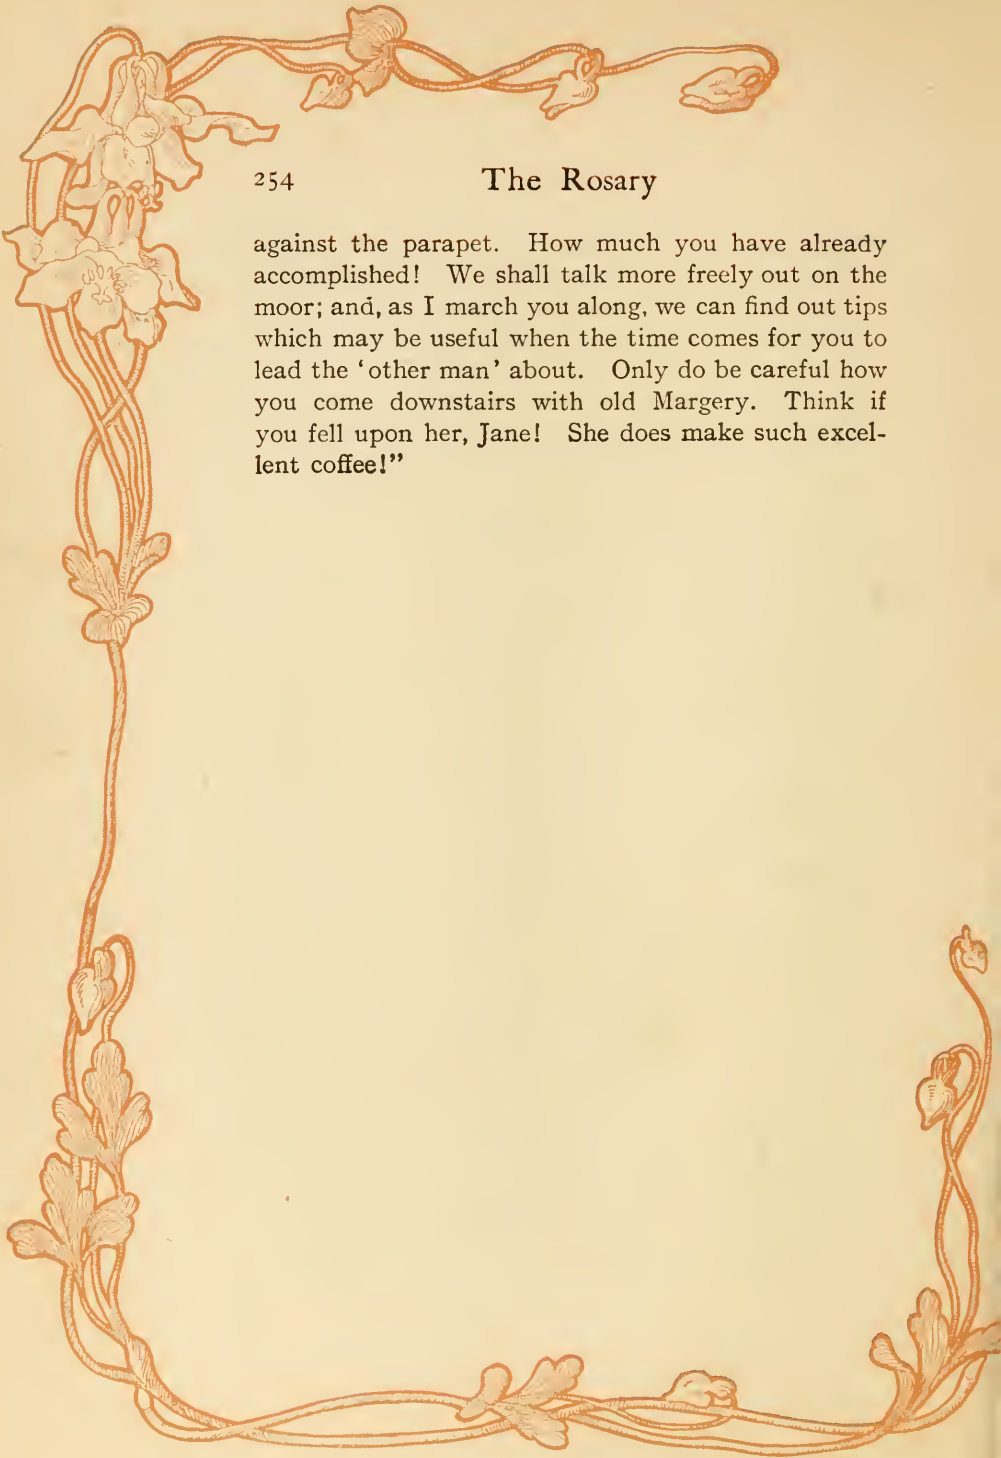 254 The Rosary
against the parapet. How much you have already
accomplished! We shall talk more freely out on the
moor; and, as I march you along, we can find out tips
which may be useful when the time comes for you to
lead the ‘other man’ about. Only do be careful how
you come downstairs with old Margery. Think if
you fell upon her, Jane! She does make such excel-
lent coffee!”